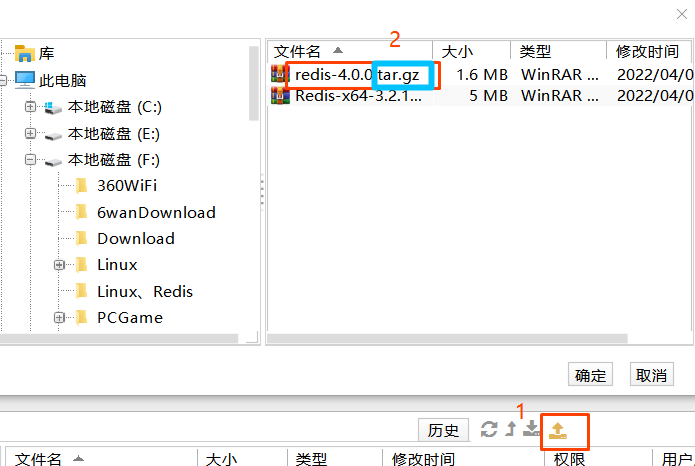 2
库
此电脑
本地磁盘 (C:)
本地磁盘 (E:)
本地磁盘 (F:)
360WiFi
6wanDownload
Download
Linux
Linux、Redis
PCGame
文件名 大小 类型 修改时间
redis-4.0.0.tar.gz 1.6 MB WinRAR ... 2022/04/0
Redis-x64-3.2.1... 5 MB WinRAR ... 2022/04/0
确定 取消
1
历史
文件名 大小 类型 修改时间 权限 用户